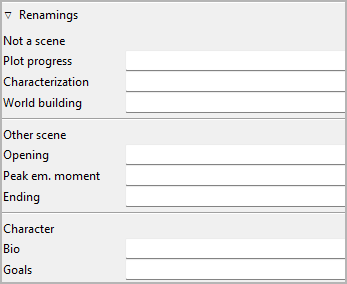 Renamings
Not a scene
Plot progress
Characterization
World building
Other scene
Opening
Peak em. moment
Ending
Character
Bio
Goals